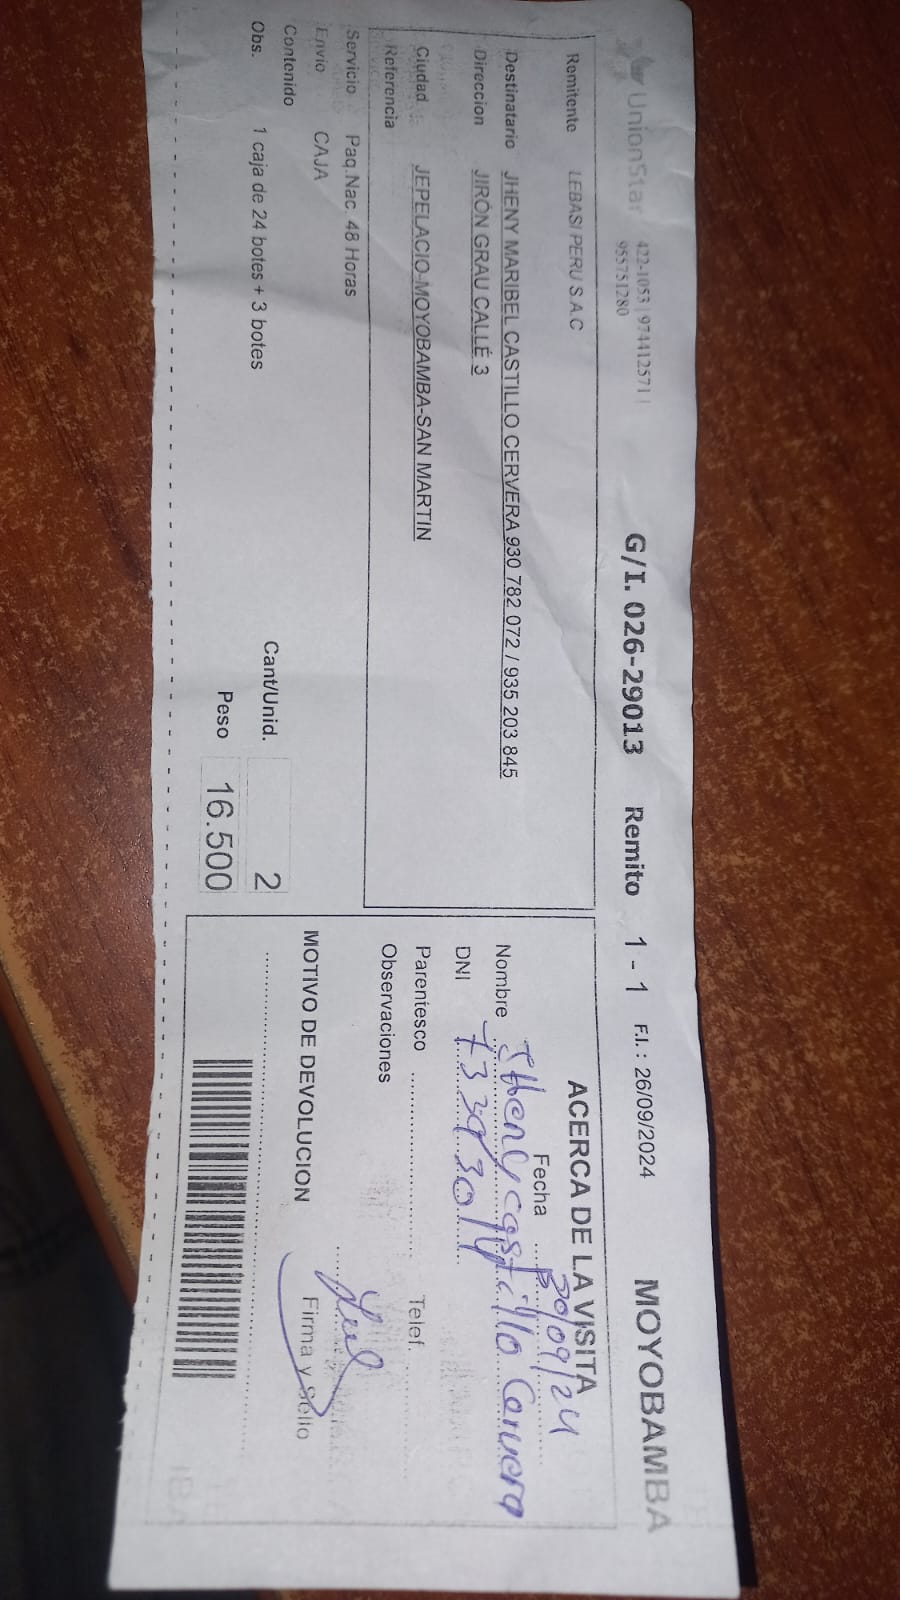 UnionStar
422-1053 | 974412571 |
955751280
G/I. 026-29013 Remito 1 - 1 F.I. : 26/09/2024 MOYOBAMBA
Remitente LEBASI PERU S.A.C
Destinatario JHENY MARIBEL CASTILLO CERVERA 930 782 072 / 935 203 845
Direccion JIRÓN GRAU CALLÉ 3
Ciudad JEPELACIO-MOYOBAMBA-SAN MARTIN
Referencia
Servicio Paq.Nac. 48 Horas
Envio CAJA
Contenido
Obs. 1 caja de 24 botes + 3 botes
Cant/Unid. 2
Peso 16.500
ACERCA DE LA VISITA
Fecha 30/09/24
Nombre Jheny castillo Cervera
DNI
Parentesco Telef.
Observaciones
MOTIVO DE DEVOLUCION
Firma y Sello